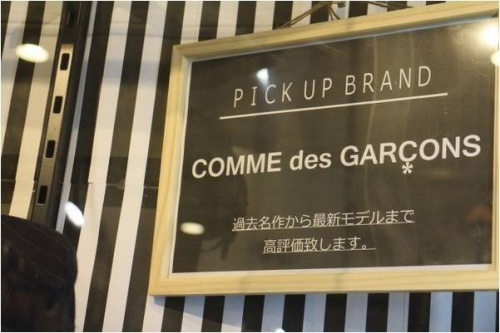 PICK UP BRAND
COMME des GARÇONS
*
過去名作から最新モデルまで
高評価致します。